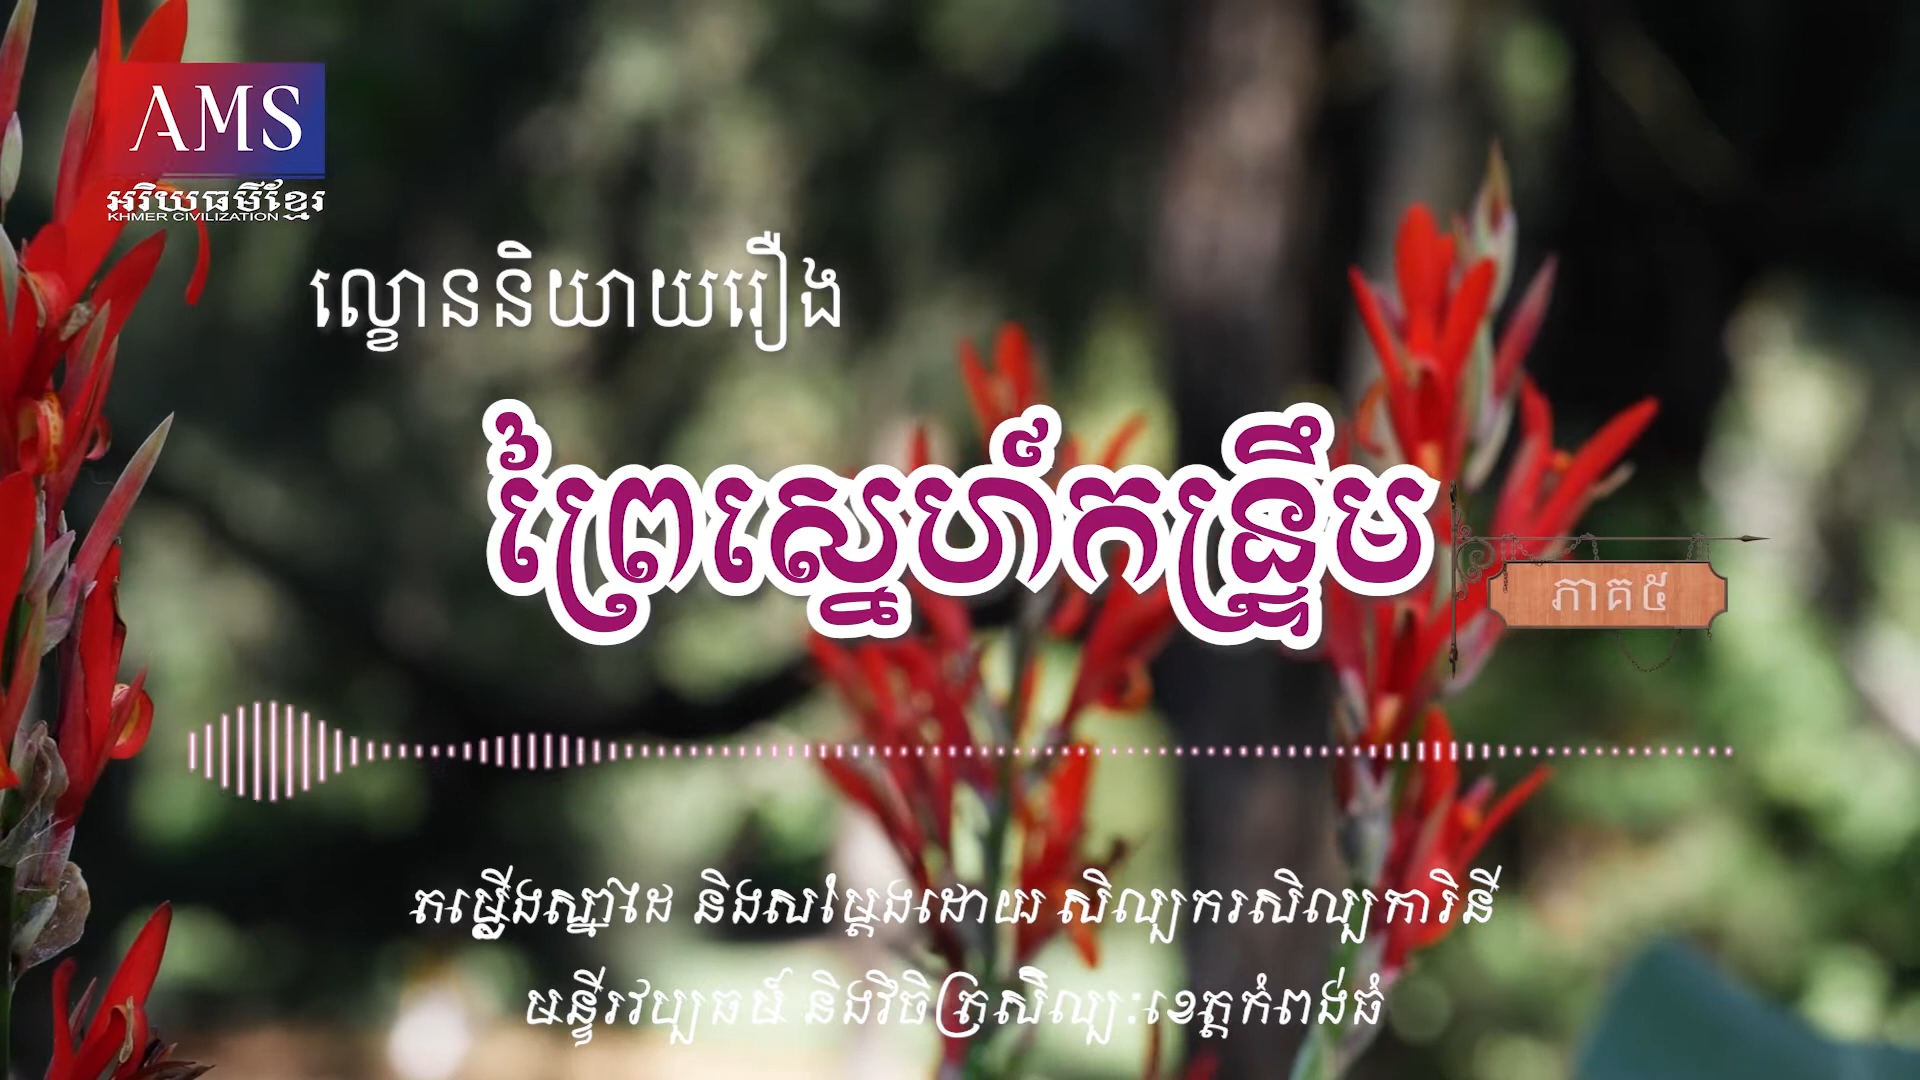 AMS
អរិយធម៌ខ្មែរ
KHMER CIVILIZATION
ល្ខោននិយាយរឿង
ព្រៃស្នេហ៍កន្ទ្រឹម
ភាគ៥
កម្លើងស្នាដៃ និងសម្តែងដោយ សិល្បករសិល្បការិនី
មន្ទីរវប្បធម៌ និងវិចិត្រសិល្បៈខេត្តកំពង់ធំ